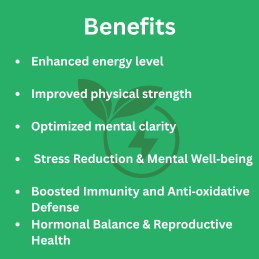 Benefits
• Enhanced energy level
• Improved physical strength
• Optimized mental clarity
• Stress Reduction & Mental Well-being
• Boosted Immunity and Anti-oxidative
Defense
• Hormonal Balance & Reproductive
Health